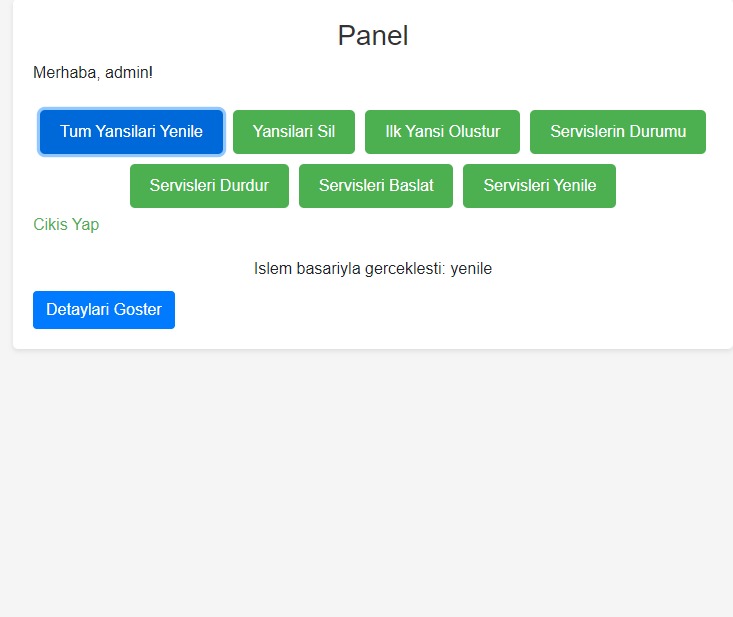 Panel
Merhaba, admin!
Tum Yansilari Yenile Yansilari Sil Ilk Yansi Olustur Servislerin Durumu
Servisleri Durdur Servisleri Baslat Servisleri Yenile
Cikis Yap
Islem basariyla gerceklesti: yenile
Detaylari Goster